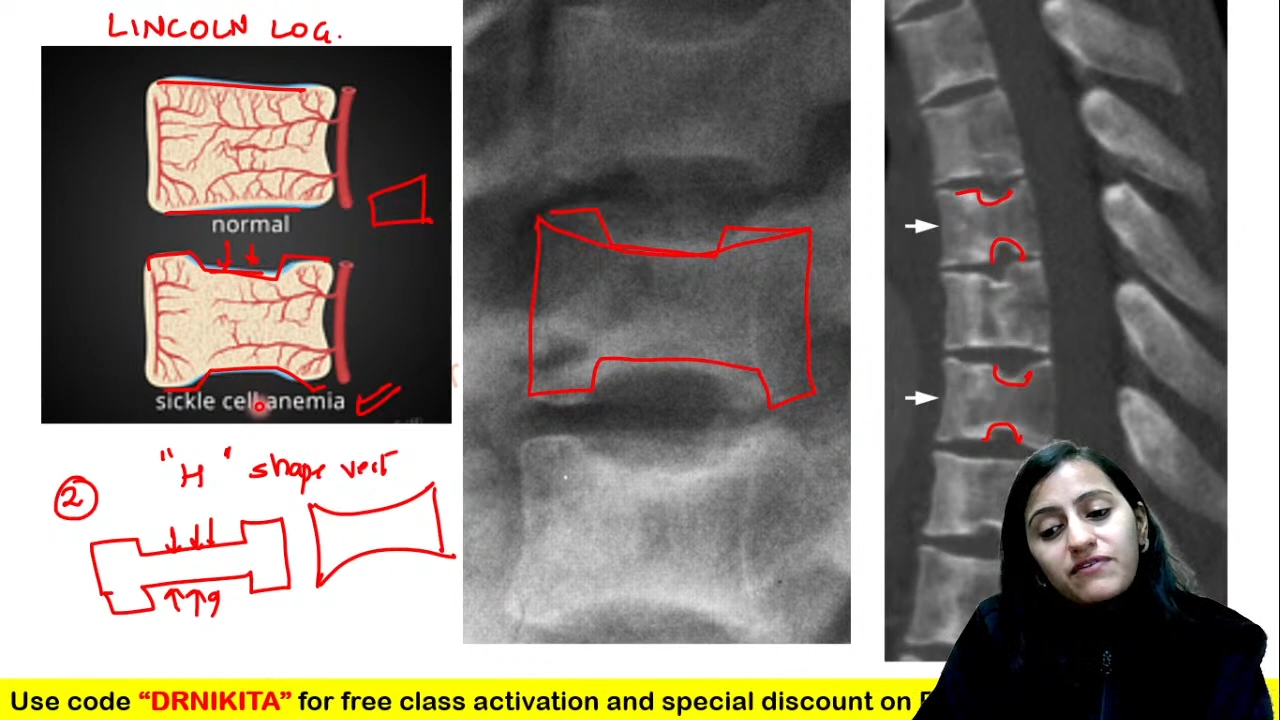 LINCOLN LOG.
normal
sickle cell anemia
"H" shape vert
2
Use code “DRNIKITA” for free class activation and special discount on